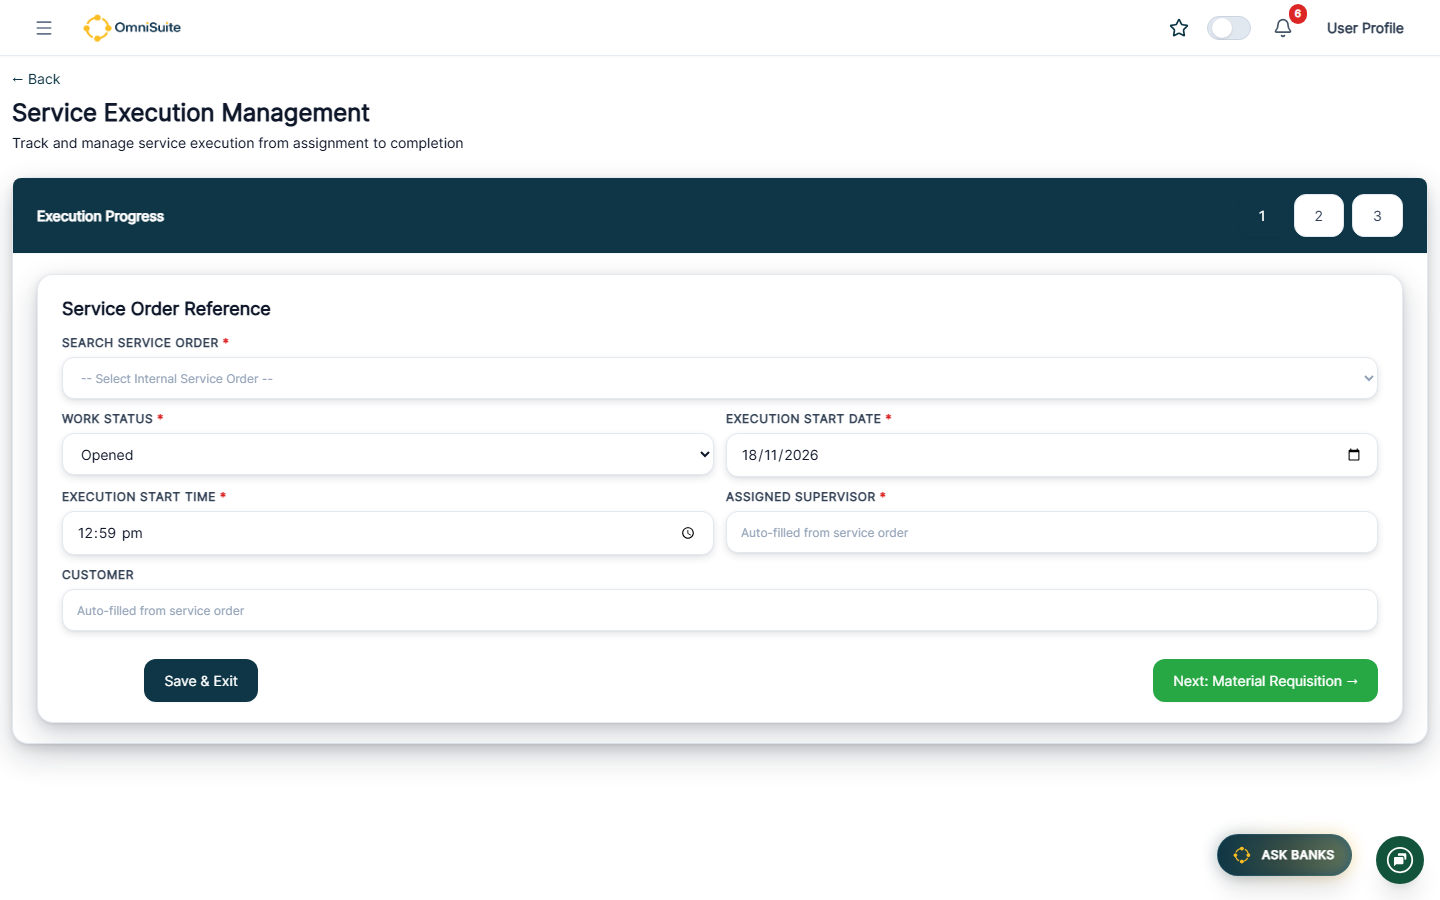 OmniSuite
6
User Profile
← Back
Service Execution Management
Track and manage service execution from assignment to completion
Execution Progress
1
2
3
Service Order Reference
SEARCH SERVICE ORDER *
-- Select Internal Service Order --
WORK STATUS *
EXECUTION START DATE *
Opened
18/11/2026
EXECUTION START TIME *
ASSIGNED SUPERVISOR *
12:59 pm
Auto-filled from service order
CUSTOMER
Auto-filled from service order
Save & Exit
Next: Material Requisition →
ASK BANKS